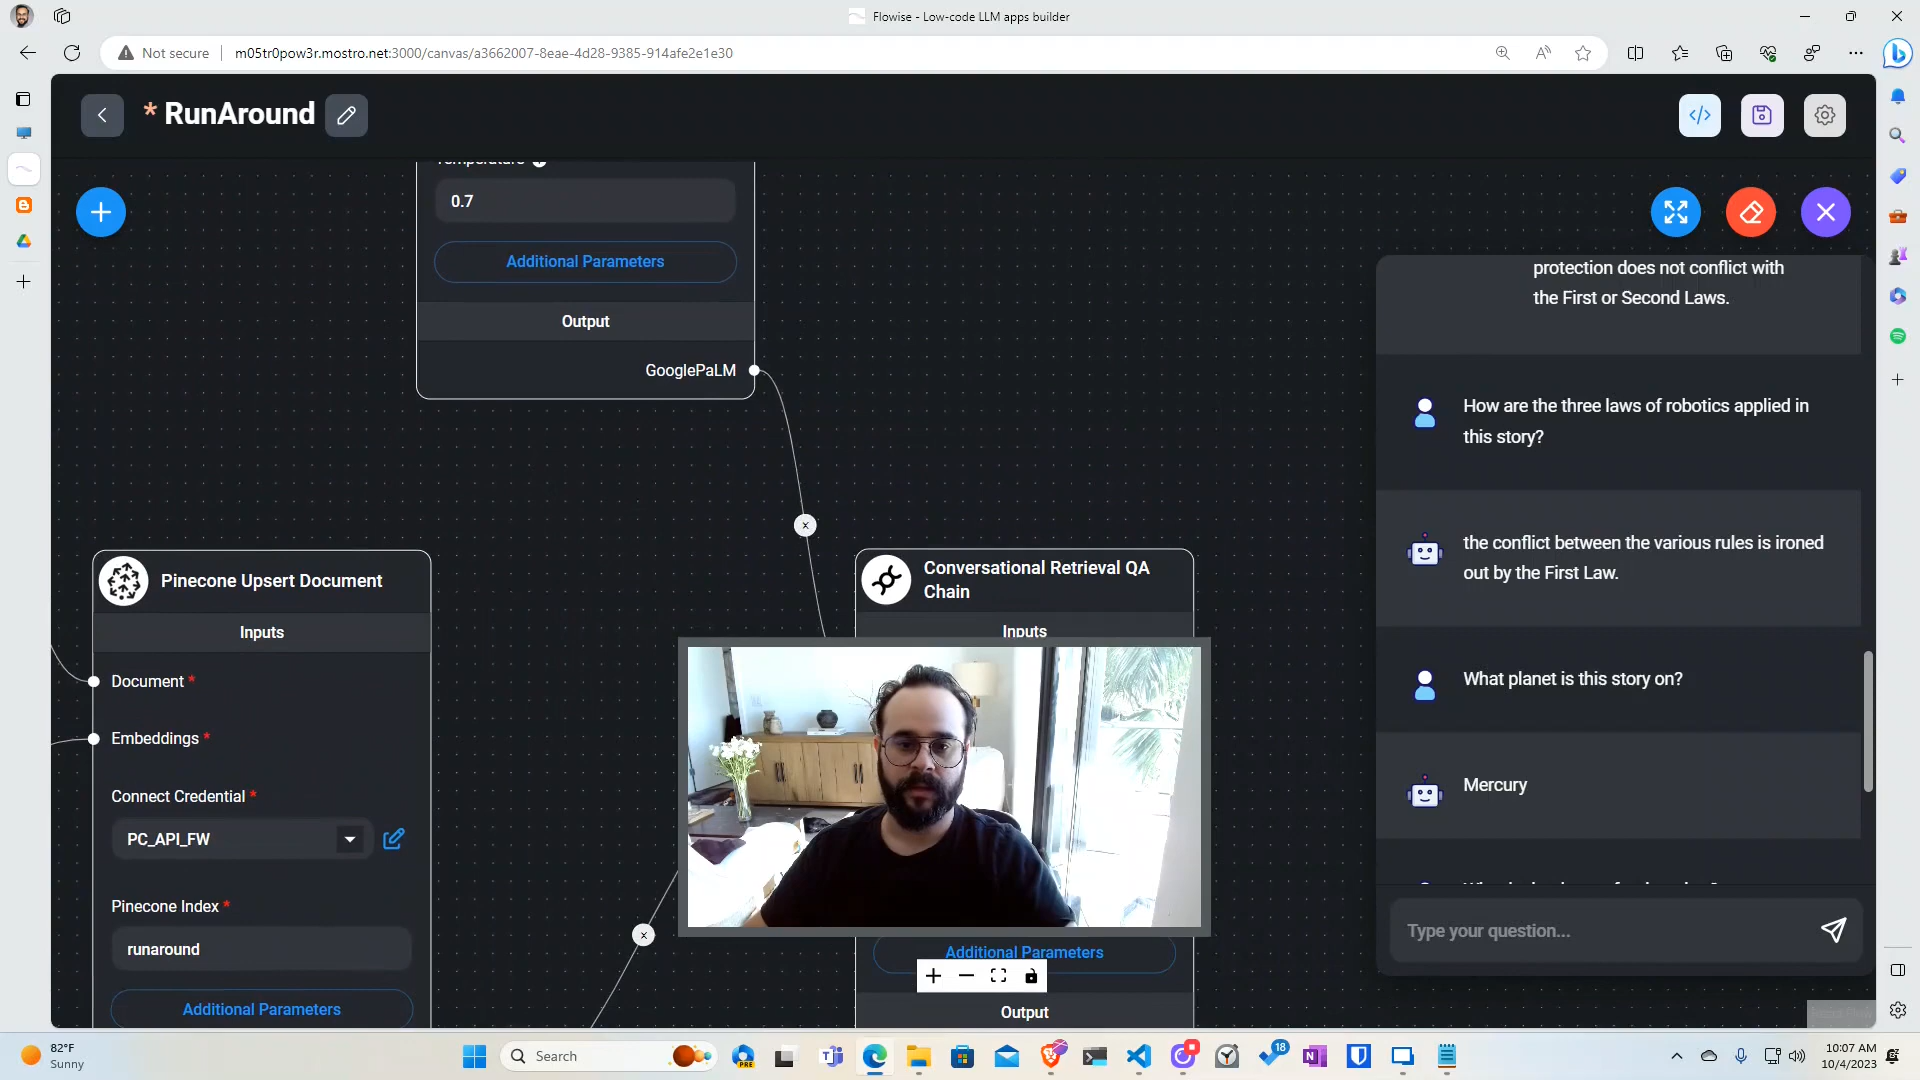 Flowise - Low-code LLM apps builder
Not secure
m05tr0pow3r.mostro.net:3000/canvas/a3662007-8eae-4d28-9385-914afe2e1e30
* RunAround
Temperature
0.7
Additional Parameters
Output
GooglePaLM
Pinecone Upsert Document
Inputs
Document *
Embeddings *
Connect Credential *
PC_API_FW
Pinecone Index *
runaround
Additional Parameters
Conversational Retrieval QA
Chain
Inputs
Additional Parameters
Output
protection does not conflict with
the First or Second Laws.
How are the three laws of robotics applied in
this story?
the conflict between the various rules is ironed
out by the First Law.
What planet is this story on?
Mercury
Type your question...
82°F
Sunny
Search
PRE
18
10:07 AM
10/4/2023